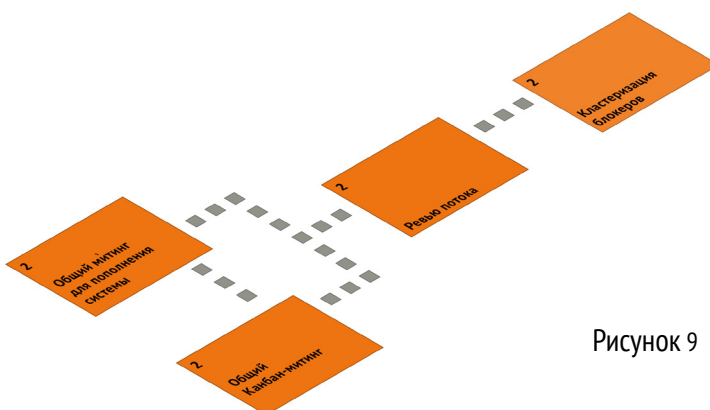 2
Кластеризация
блокеров
2
Ревью потока
2
Общий митинг
для пополнения
системы
2
Общий
Канбан-митинг
Рисунок 9